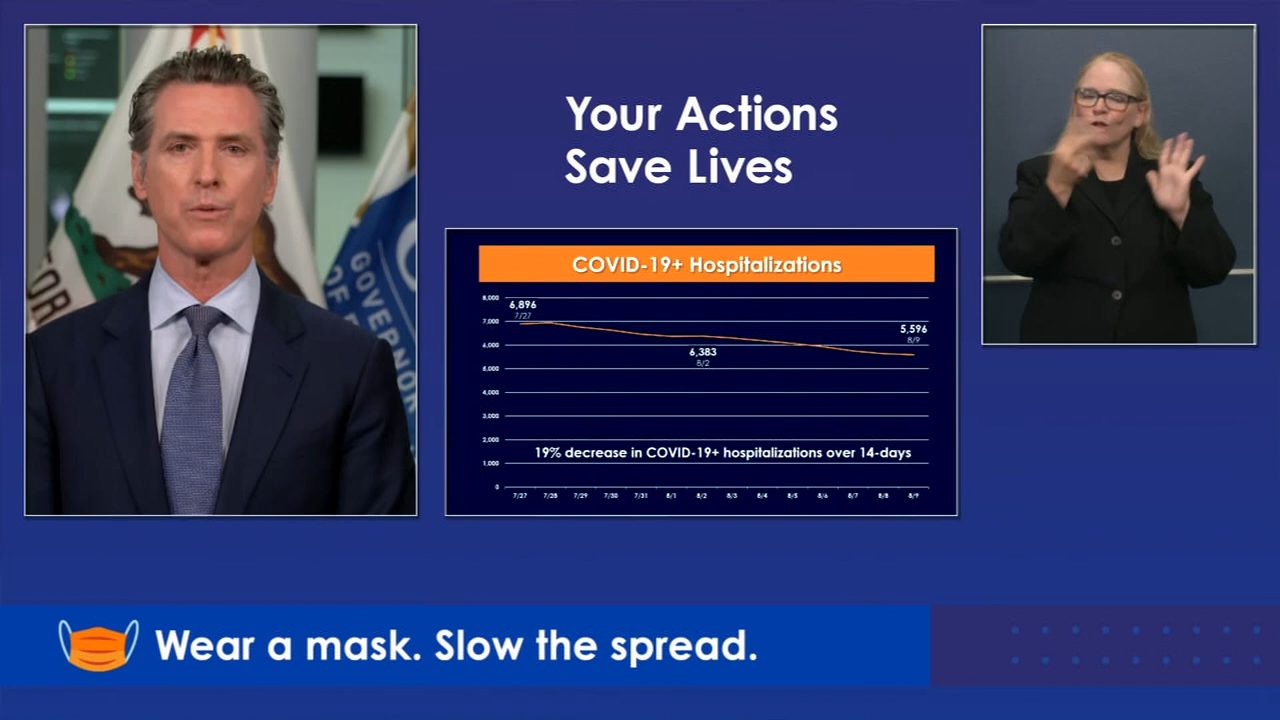 Your Actions
Save Lives
COVID-19+ Hospitalizations
8,000
6,896
7/27
7,000
5,596
8/9
6,000
6,383
8/2
5,000
4,000
3,000
2,000
19% decrease in COVID-19+ hospitalizations over 14-days
1,000
0
7/27 7/28 7/29 7/30 7/31 8/1 8/2 8/3 8/4 8/5 8/6 8/7 8/8 8/9
GOVERNOR
OF
Wear a mask. Slow the spread.